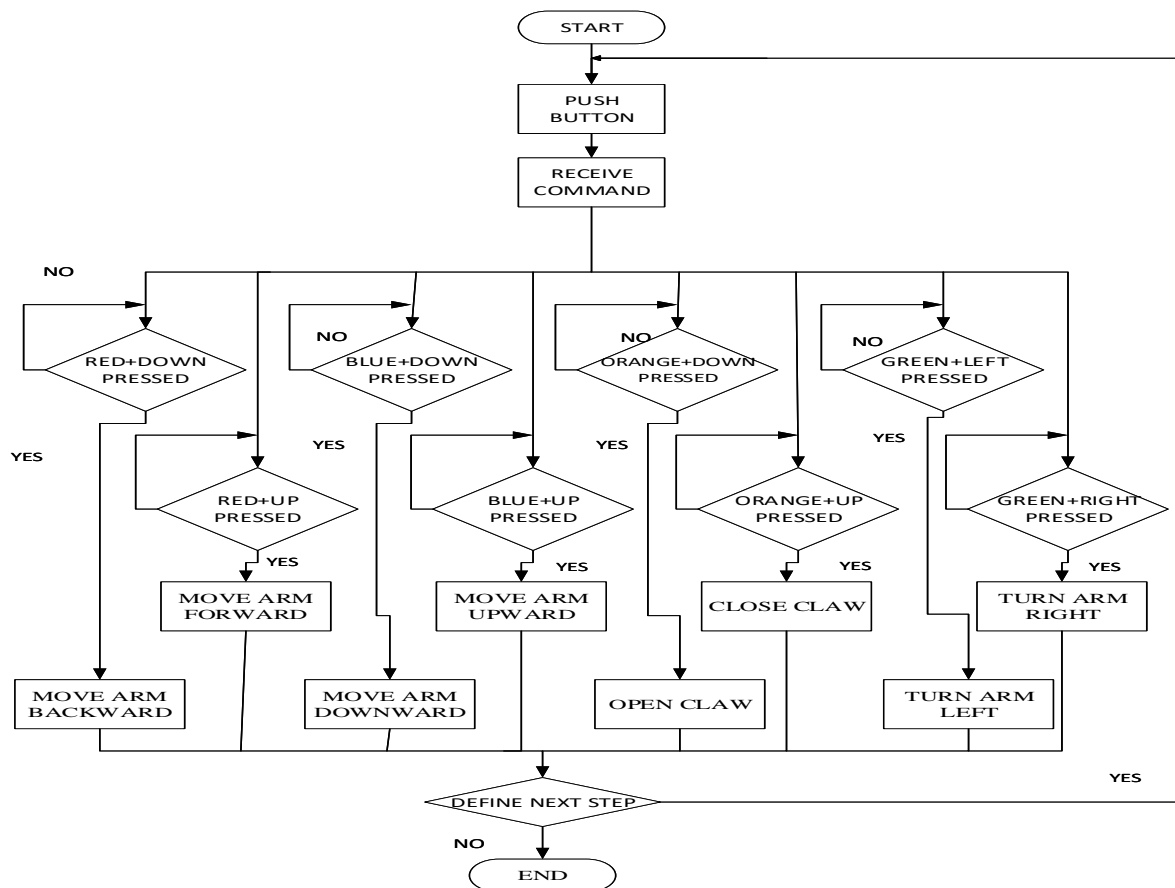 START
PUSH
BUTTON
RECEIVE
COMMAND
NO
RED+DOWN
PRESSED
NO
BLUE+DOWN
PRESSED
NO
ORANGE+DOWN
PRESSED
NO
GREEN+LEFT
PRESSED
YES
YES
YES
YES
RED+UP
PRESSED
BLUE+UP
PRESSED
ORANGE+UP
PRESSED
GREEN+RIGHT
PRESSED
YES
YES
YES
YES
MOVE ARM
FORWARD
MOVE ARM
UPWARD
CLOSE CLAW
TURN ARM
RIGHT
MOVE ARM
BACKWARD
MOVE ARM
DOWNWARD
OPEN CLAW
TURN ARM
LEFT
DEFINE NEXT STEP
YES
NO
END